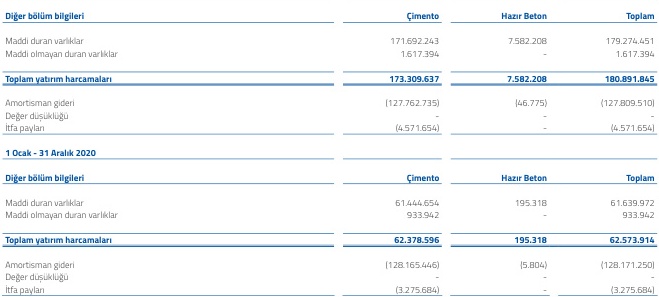 Diğer bölüm bilgileri Çimento Hazır Beton Toplam
Maddi duran varlıklar 171.692.243 7.582.208 179.274.451
Maddi olmayan duran varlıklar 1.617.394 - 1.617.394
Toplam yatırım harcamaları 173.309.637 7.582.208 180.891.845
Amortisman gideri (127.762.735) (46.775) (127.809.510)
Değer düşüklüğü - - -
İtfa payları (4.571.654) - (4.571.654)
1 Ocak - 31 Aralık 2020
Diğer bölüm bilgileri Çimento Hazır Beton Toplam
Maddi duran varlıklar 61.444.654 195.318 61.639.972
Maddi olmayan duran varlıklar 933.942 - 933.942
Toplam yatırım harcamaları 62.378.596 195.318 62.573.914
Amortisman gideri (128.165.446) (5.804) (128.171.250)
Değer düşüklüğü - - -
İtfa payları (3.275.684) - (3.275.684)